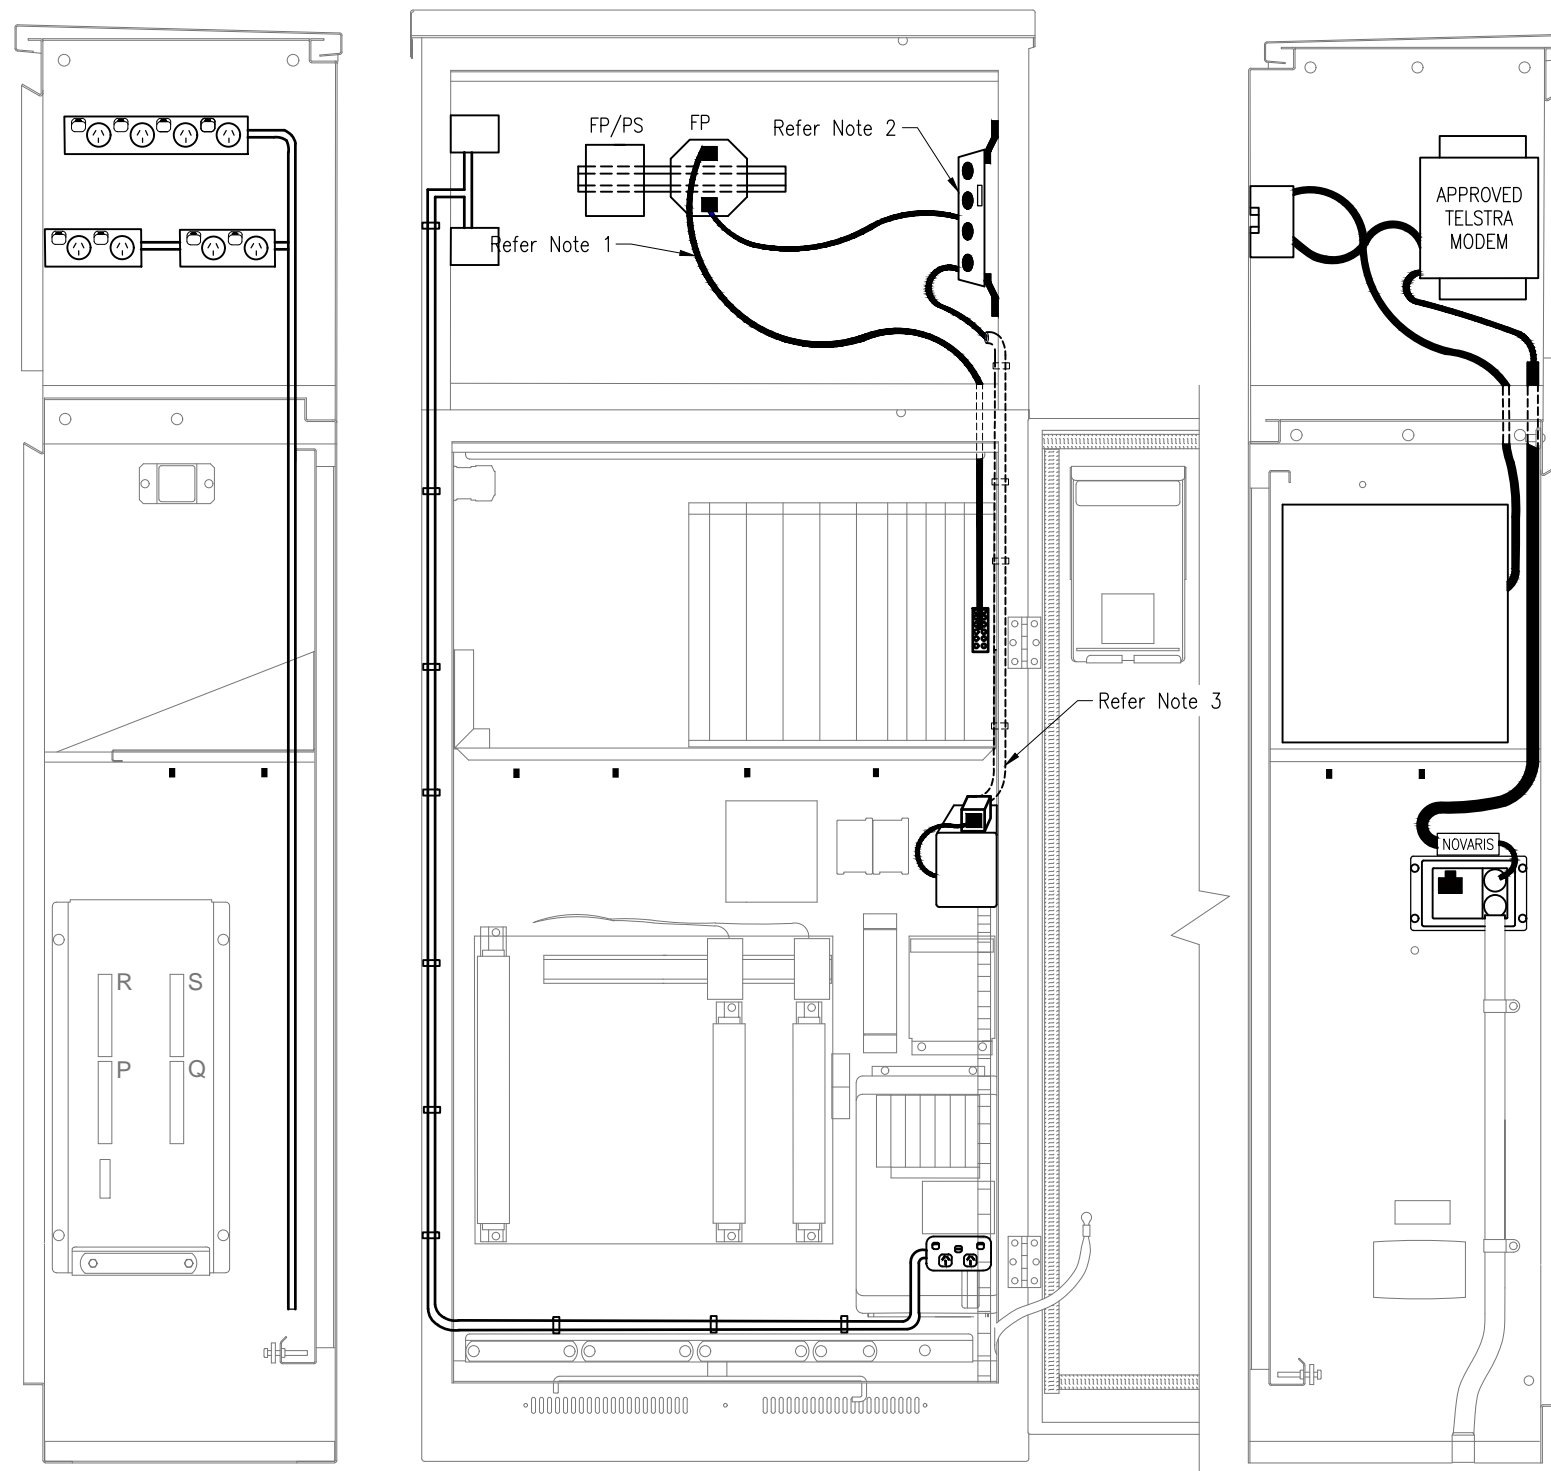 FP/PS
FP
Refer Note 2
APPROVED
TELSTRA
MODEM
Refer Note 1
Refer Note 3
NOVARIS
R
S
P
Q